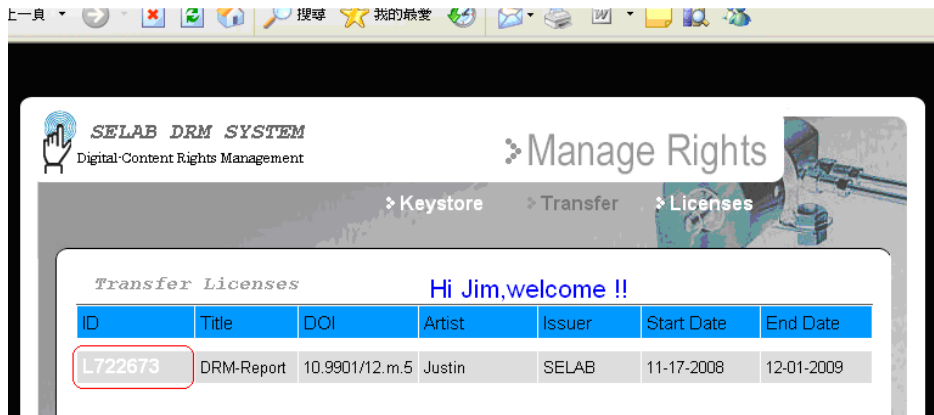 上一頁 搜尋 我的最愛
SELAB DRM SYSTEM
Digital-Content Rights Management
Manage Rights
Keystore Transfer Licenses
Transfer Licenses Hi Jim,welcome !!
ID Title DOI Artist Issuer Start Date End Date
L722673 DRM-Report 10.9901/12.m.5 Justin SELAB 11-17-2008 12-01-2009